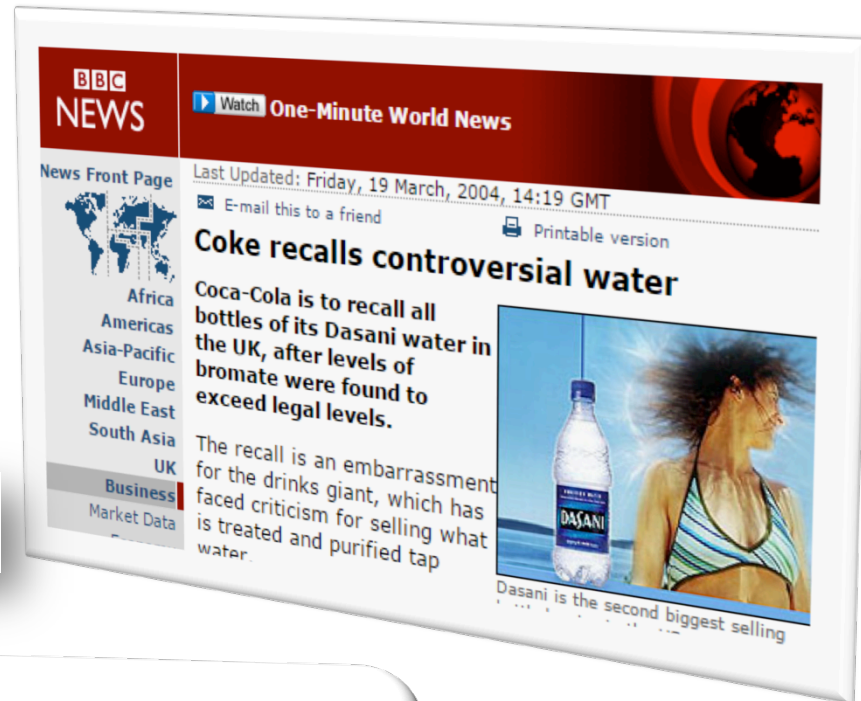 BBC
NEWS
Watch One-Minute World News
News Front Page
Africa
Americas
Asia-Pacific
Europe
Middle East
South Asia
UK
Business
Market Data
Last Updated: Friday, 19 March, 2004, 14:19 GMT
E-mail this to a friend
Printable version
Coke recalls controversial water
Coca-Cola is to recall all
bottles of its Dasani water in
the UK, after levels of
bromate were found to
exceed legal levels.
The recall is an embarrassment
for the drinks giant, which has
faced criticism for selling what
is treated and purified tap
water.
DASANI
Dasani is the second biggest selling